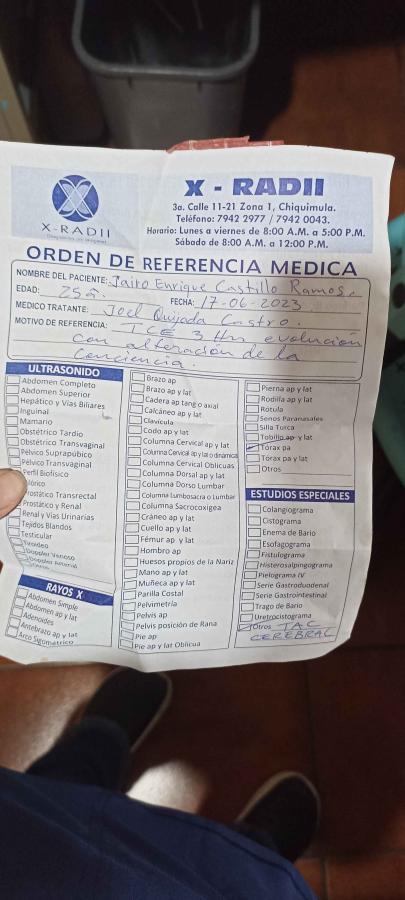 X-RADII
X - RADII
3a. Calle 11-21 Zona 1, Chiquimula.
Teléfono: 7942 2977 / 7942 0043.
Horario: Lunes a viernes de 8:00 A.M. a 5:00 P.M.
Sábado de 8:00 A.M. a 12:00 P.M.
ORDEN DE REFERENCIA MEDICA
NOMBRE DEL PACIENTE: Jairo Enrique Castillo Ramos
EDAD: 25 a. FECHA: 17-06-2023
MEDICO TRATANTE: Joel Quijada Castro.
MOTIVO DE REFERENCIA: TCE 3 Hrs evolución
con alteración de la
conciencia.
ULTRASONIDO
Abdomen Completo
Abdomen Superior
Hepático y Vías Biliares
Inguinal
Mamario
Obstétrico Tardio
Obstétrico Transvaginal
Pélvico Suprapúbico
Pélvico Transvaginal
Perfil Biofísico
Prostático Transrectal
Prostático y Renal
Renal y Vías Urinarias
Tejidos Blandos
Testicular
Tiroideo
Doppler Venoso
Doppler Arterial
RAYOS X
Abdomen Simple
Abdomen ap y lat
Adenoides
Antebrazo ap y lat
Arco Sigomático
Brazo ap
Brazo ap y lat
Cadera ap tang o axial
Calcáneo ap y lat
Clavícula
Codo ap y lat
Columna Cervical ap y lat
Columna Cervical ap y lat o dinámica
Columna Cervical Oblicuas
Columna Dorsal ap y lat
Columna Dorso Lumbar
Columna Lumbosacra o Lumbar
Columna Sacrocoxigea
Cráneo ap y lat
Cuello ap y lat
Fémur ap y lat
Hombro ap
Huesos propios de la Nariz
Mano ap y lat
Muñeca ap y lat
Parilla Costal
Pelvimetría
Pelvis ap
Pelvis posición de Rana
Pie ap
Pie ap y lat Oblicua
Pierna ap y lat
Rodilla ap y lat
Rotula
Senos Paranasales
Silla Turca
Tobillo ap y lat
Tórax pa
Tórax pa y lat
Otros
ESTUDIOS ESPECIALES
Colangiograma
Cistograma
Enema de Bario
Esofagograma
Fistulograma
Histerosalpingograma
Pielograma IV
Serie Gastroduodenal
Serie Gastrointestinal
Trago de Bario
Uretrocistograma
Otros TAC
CEREBRAL